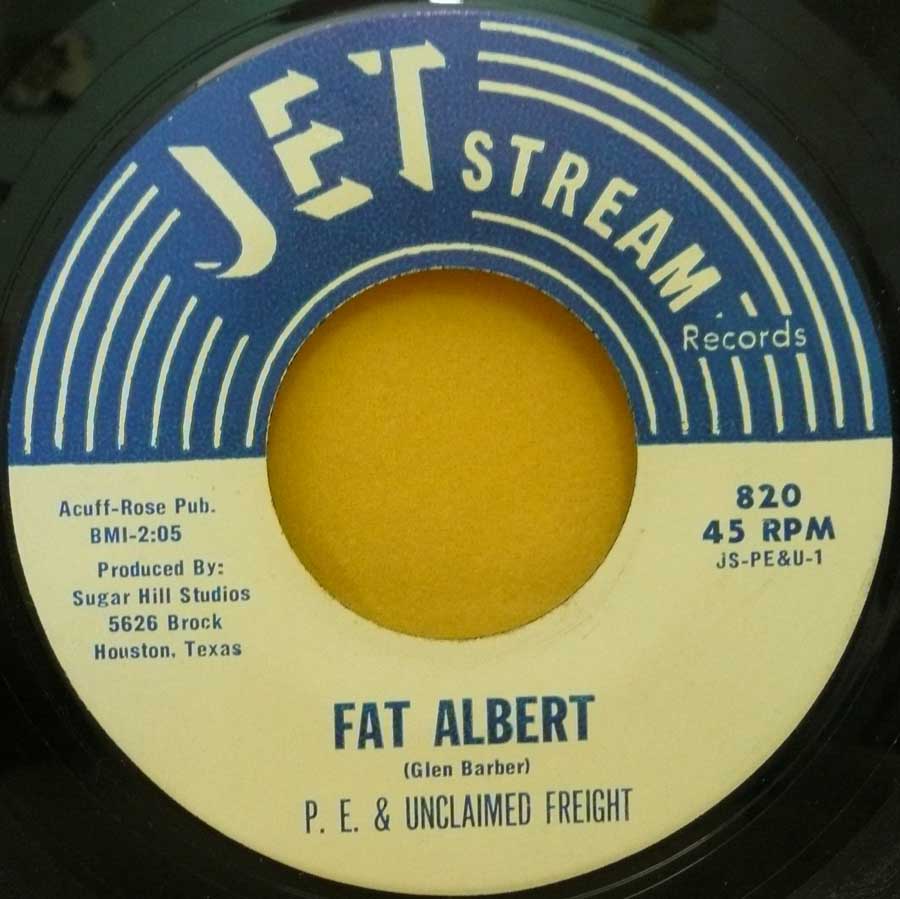 JET STREAM
Records
Acuff-Rose Pub.
BMI-2:05
Produced By:
Sugar Hill Studios
5626 Brock
Houston, Texas
820
45 RPM
JS-PE&U-1
FAT ALBERT
(Glen Barber)
P. E. & UNCLAIMED FREIGHT